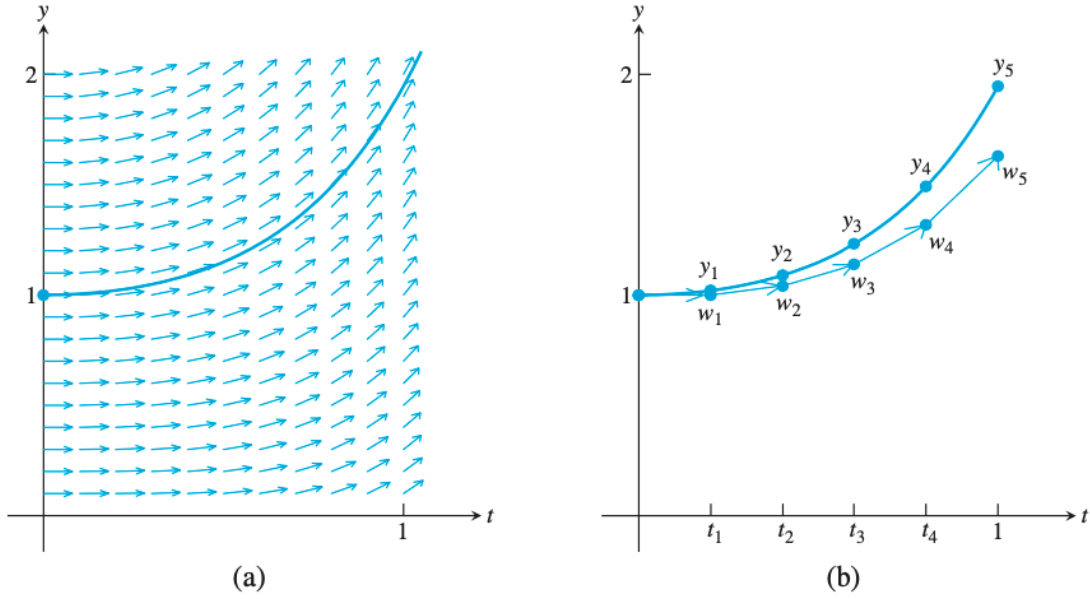 y
2
1
1
t
(a)
y
2
1
y₁
y₂
y₃
y₄
y₅
w₁
w₂
w₃
w₄
w₅
t₁ t₂ t₃ t₄ 1
t
(b)